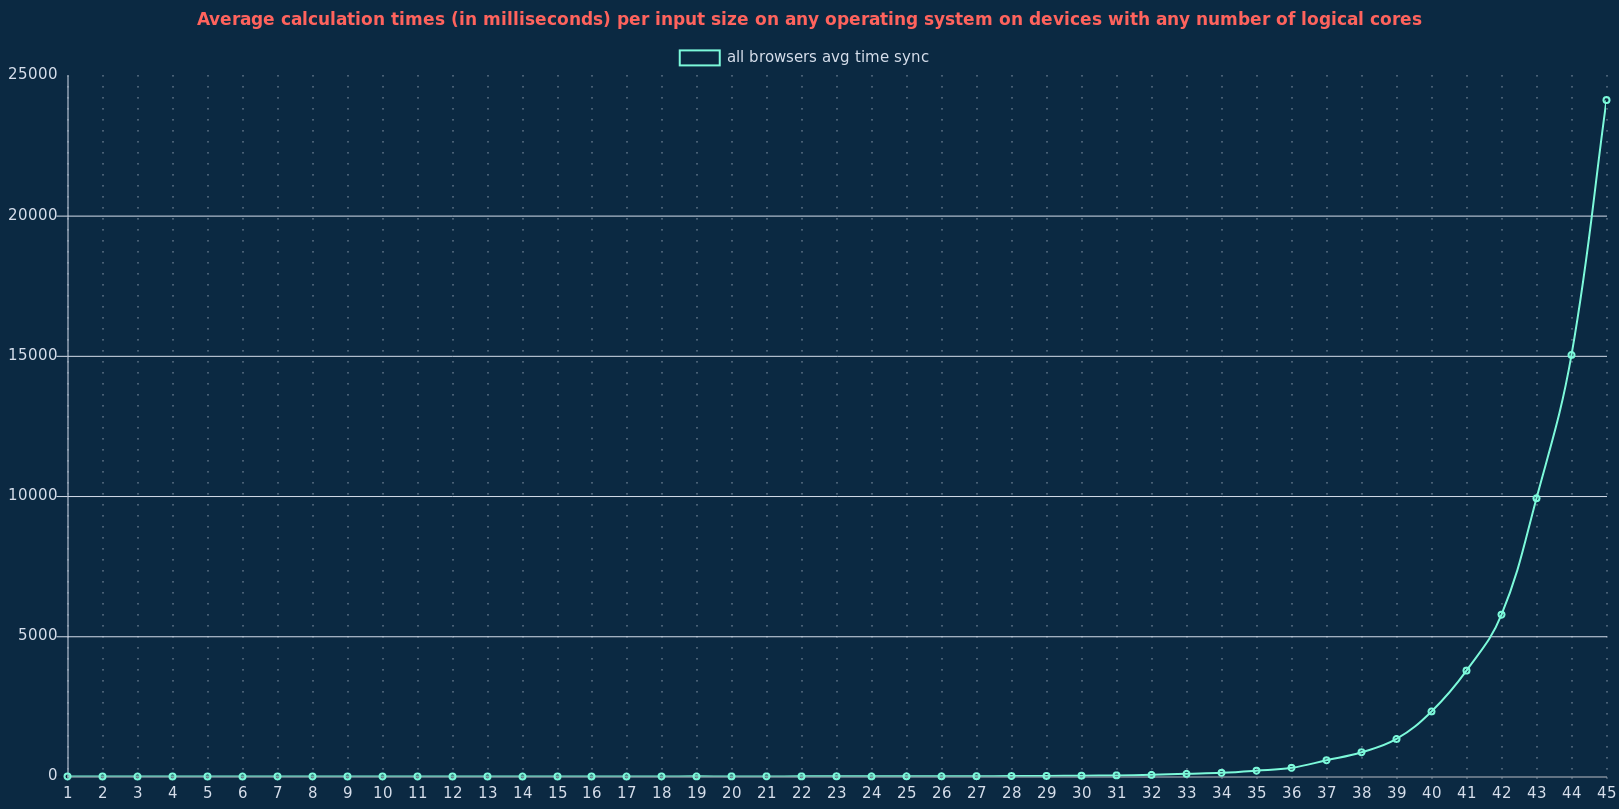 Average calculation times (in milliseconds) per input size on any operating system on devices with any number of logical cores
all browsers avg time sync
25000
20000
15000
10000
5000
0
1 2 3 4 5 6 7 8 9 10 11 12 13 14 15 16 17 18 19 20 21 22 23 24 25 26 27 28 29 30 31 32 33 34 35 36 37 38 39 40 41 42 43 44 45